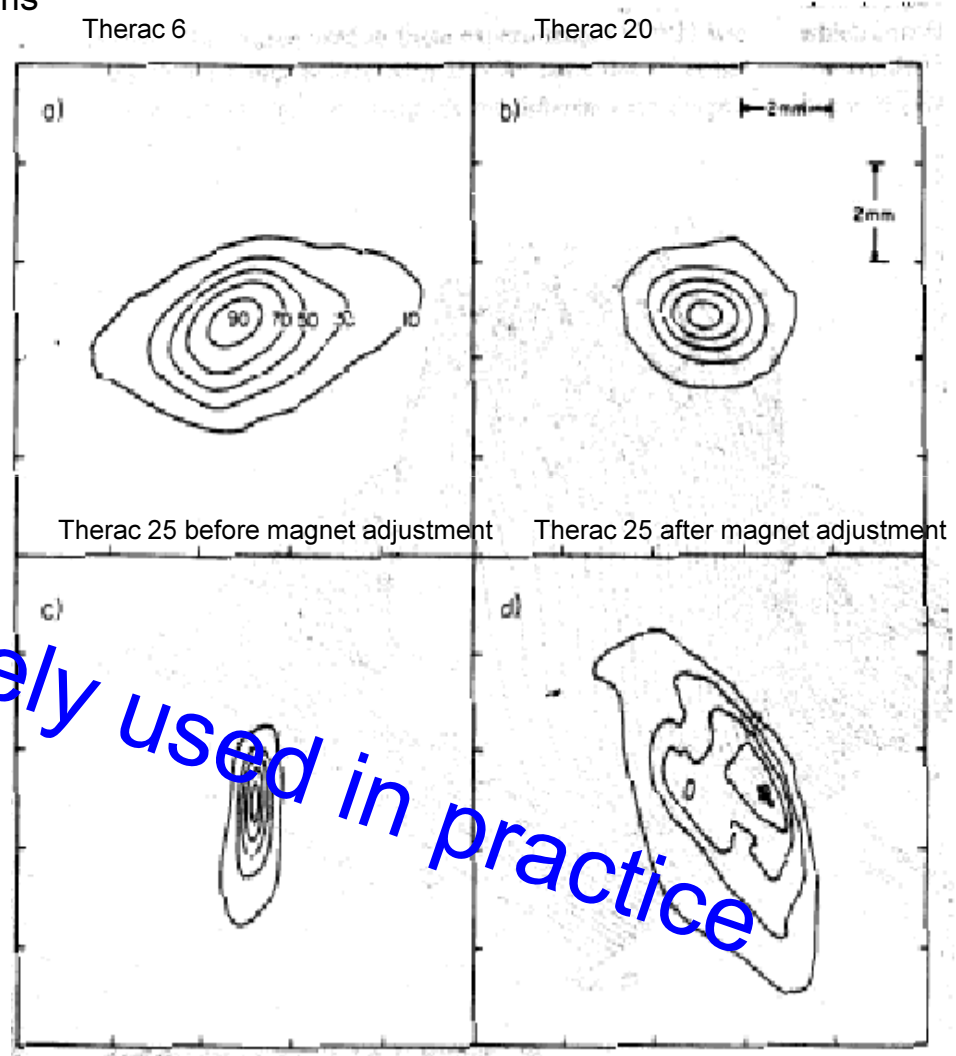 Therac 6
Therac 20
a)
b)
2mm
2mm
90 70 50 30 10
Therac 25 before magnet adjustment
Therac 25 after magnet adjustment
c)
d)
used in practice